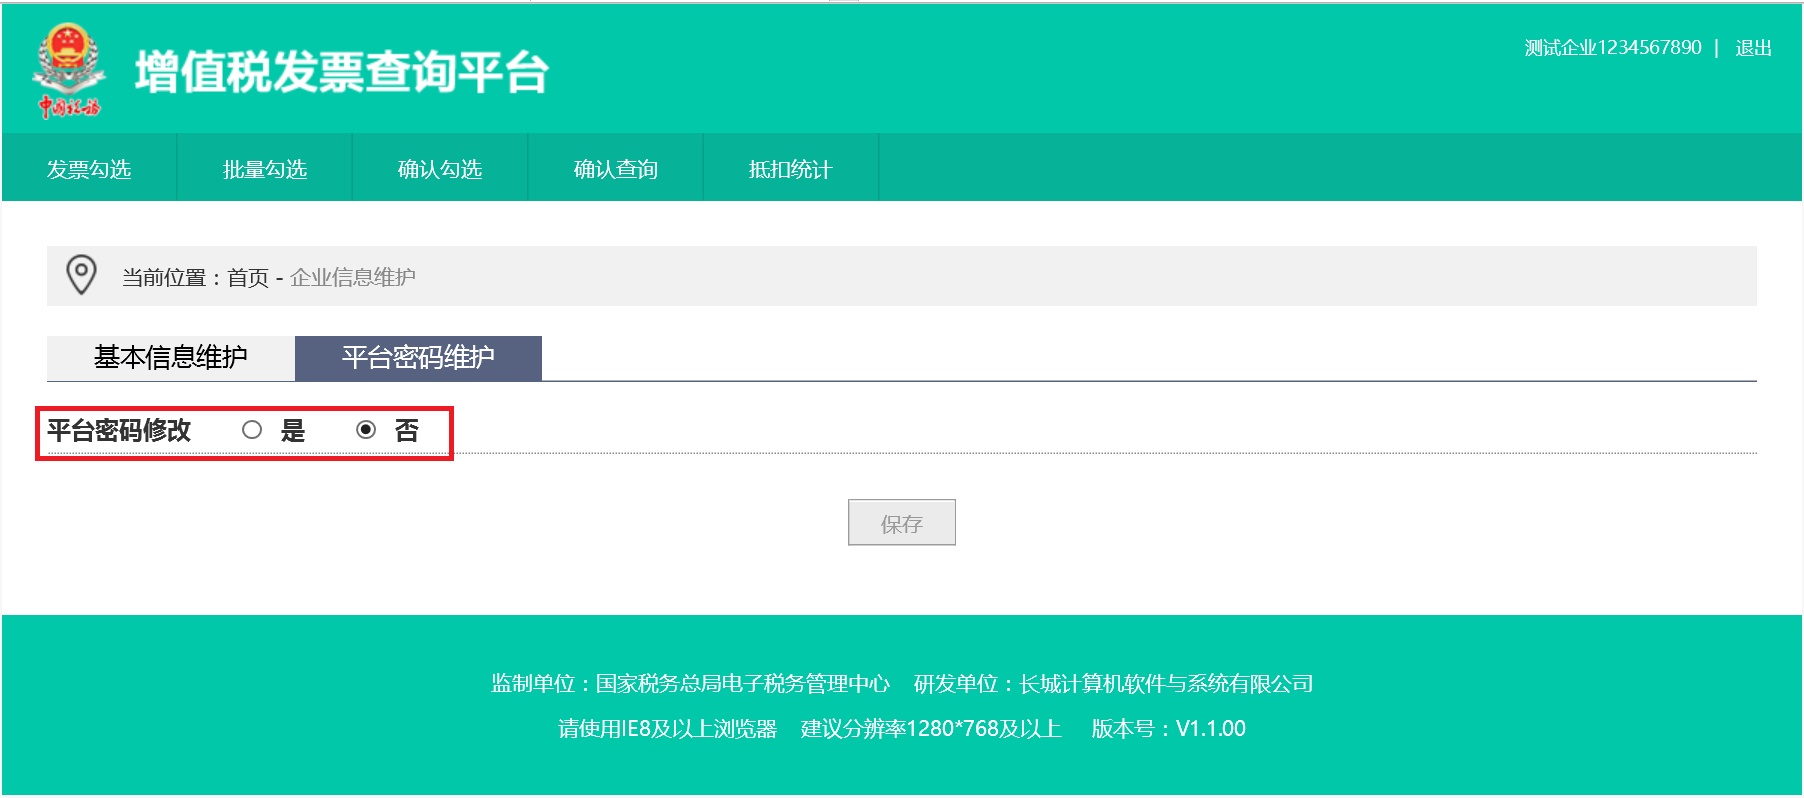 测试企业1234567890 | 退出
中国税务
增值税发票查询平台
发票勾选 批量勾选 确认勾选 确认查询 抵扣统计
当前位置：首页 - 企业信息维护
基本信息维护 平台密码维护
平台密码修改 是 否
保存
监制单位：国家税务总局电子税务管理中心 研发单位：长城计算机软件与系统有限公司
请使用IE8及以上浏览器 建议分辨率1280*768及以上 版本号：V1.1.00